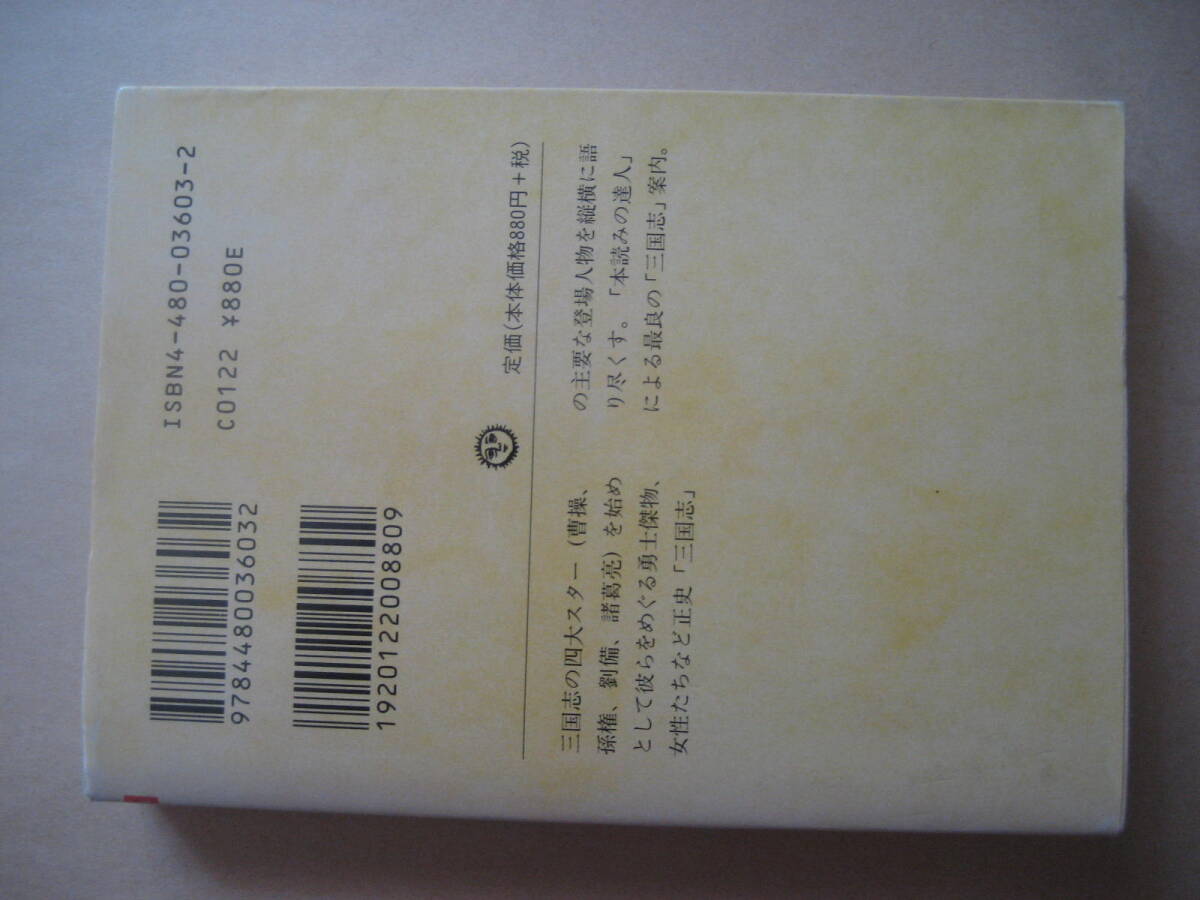 9784480036032
1920122008809
ISBN4-480-03603-2
C0122 ¥880E
定価(本体価格880円+税)
三国志の四大スター(曹操、
孫権、劉備、諸葛亮)を始め
として彼らをめぐる勇士傑物、
女性たちなど正史「三国志」
の主要な登場人物を縦横に語
り尽くす。「本読みの達人」
による最良の「三国志」案内。